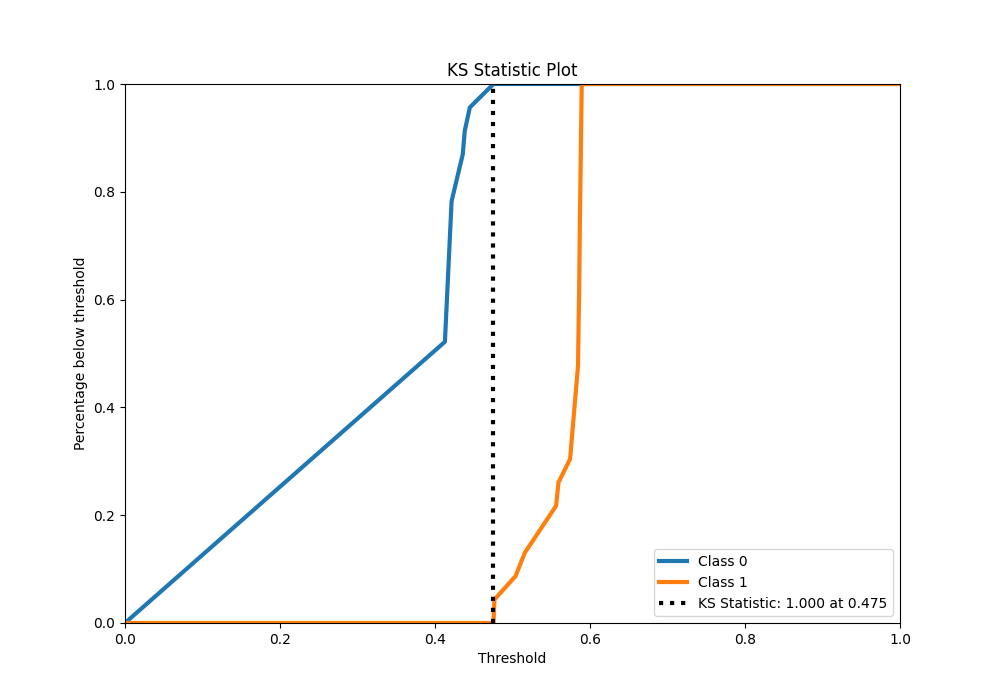 KS Statistic Plot
1.0
0.8
0.6
0.4
0.2
0.0
Percentage below threshold
0.0 0.2 0.4 0.6 0.8 1.0
Threshold
Class 0
Class 1
KS Statistic: 1.000 at 0.475